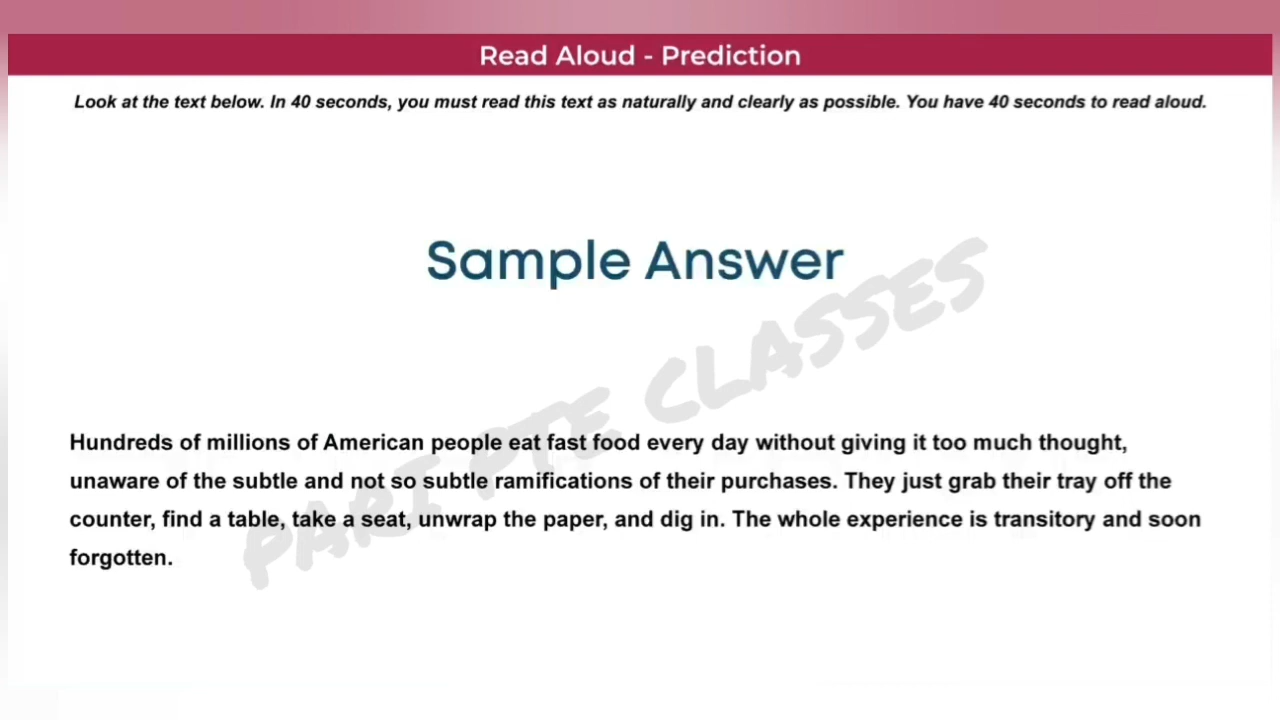 Read Aloud - Prediction
Look at the text below. In 40 seconds, you must read this text as naturally and clearly as possible. You have 40 seconds to read aloud.
Sample Answer
PARI PTE CLASSES
Hundreds of millions of American people eat fast food every day without giving it too much thought,
unaware of the subtle and not so subtle ramifications of their purchases. They just grab their tray off the
counter, find a table, take a seat, unwrap the paper, and dig in. The whole experience is transitory and soon
forgotten.